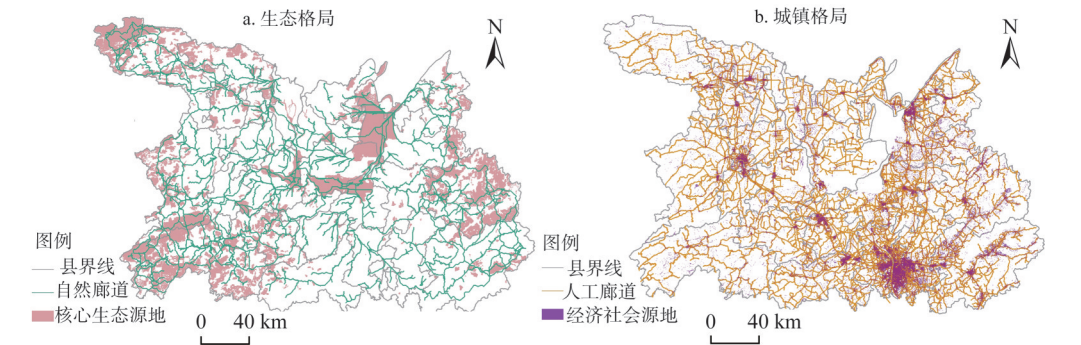 a. 生态格局
N
图例
县界线
自然廊道
核心生态源地
0 40 km
b. 城镇格局
N
图例
县界线
人工廊道
经济社会源地
0 40 km